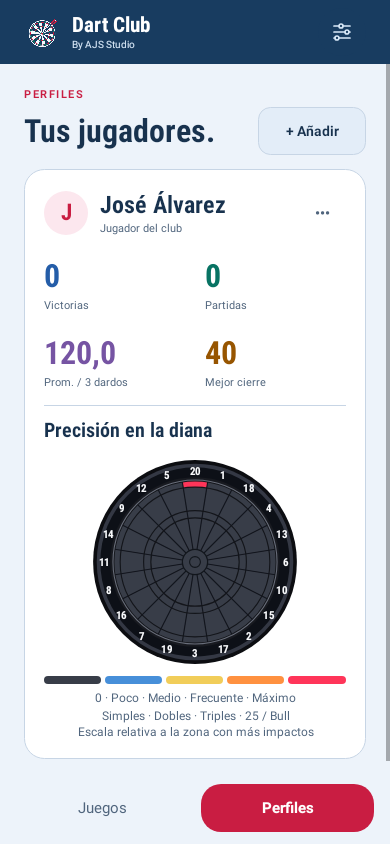 Dart Club
By AJS Studio
PERFILES
Tus jugadores.
+ Añadir
J
José Álvarez
Jugador del club
0
0
Victorias
Partidas
120,0
40
Prom. / 3 dardos
Mejor cierre
Precisión en la diana
20
5 1
12 18
9 4
14 13
11 6
8 10
16 15
7 2
19 17
3
0 · Poco · Medio · Frecuente · Máximo
Simples · Dobles · Triples · 25 / Bull
Escala relativa a la zona con más impactos
Juegos
Perfiles